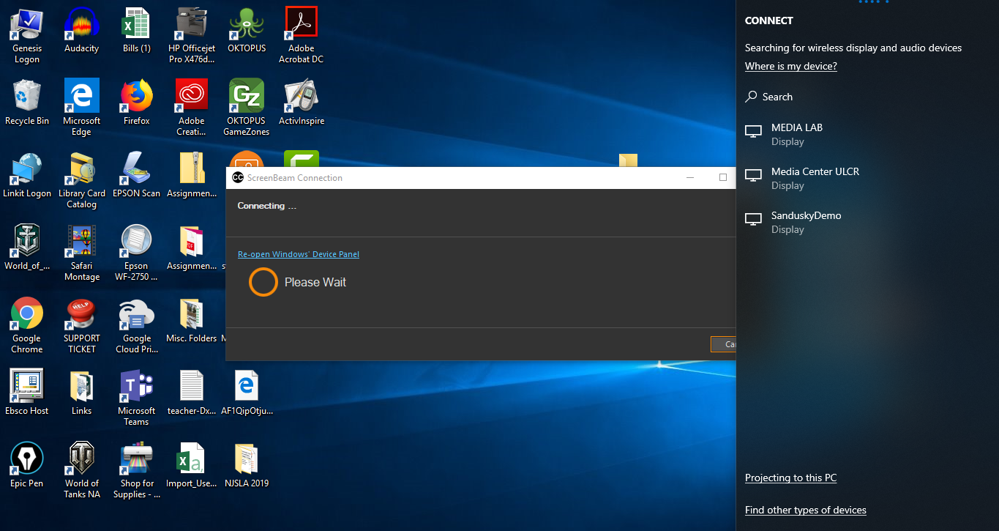 Genesis
Logon
Audacity
Bills (1)
HP Officejet
Pro X476d...
OKTOPUS
Adobe
Acrobat DC
Recycle Bin
Microsoft
Edge
Firefox
Adobe
Creati...
GZ
OKTOPUS
GameZones
ActivInspire
Linkit Logon
Library Card
Catalog
EPSON Scan
Assignmen...
World_of_...
Safari
Montage
Epson
WF-2750 ...
PDF
Assignmen...
Google
Chrome
HELP
SUPPORT
TICKET
Google
Cloud Pri...
Misc. Folders
Ebsco Host
Links
Microsoft
Teams
teacher-Dx...
AF1QipOtju...
Epic Pen
World of
Tanks NA
Shop for
Supplies - ...
Import_Use...
NJSLA 2019
CC ScreenBeam Connection
Connecting ...
Re-open Windows' Device Panel
Please Wait
CONNECT
Searching for wireless display and audio devices
Where is my device?
Search
MEDIA LAB
Display
Media Center ULCR
Display
SanduskyDemo
Display
Projecting to this PC
Find other types of devices